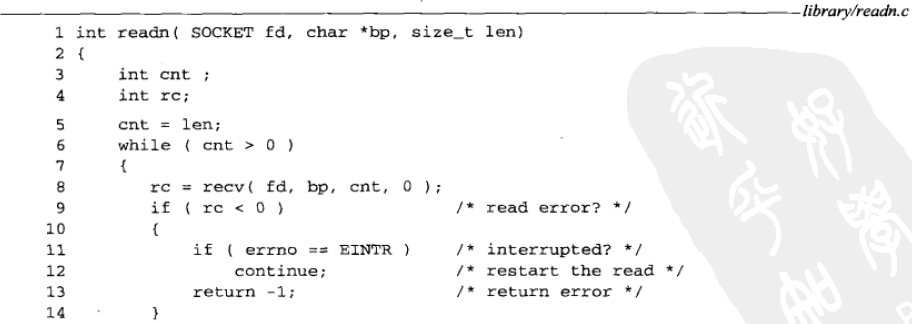 library/readn.c
1 int readn( SOCKET fd, char *bp, size_t len)
2 {
3     int cnt ;
4     int rc;
5     cnt = len;
6     while ( cnt > 0 )
7     {
8        rc = recv( fd, bp, cnt, 0 );
9        if ( rc < 0 )                    /* read error? */
10        {
11            if ( errno == EINTR )     /* interrupted? */
12                continue;             /* restart the read */
13            return -1;                /* return error */
14        }